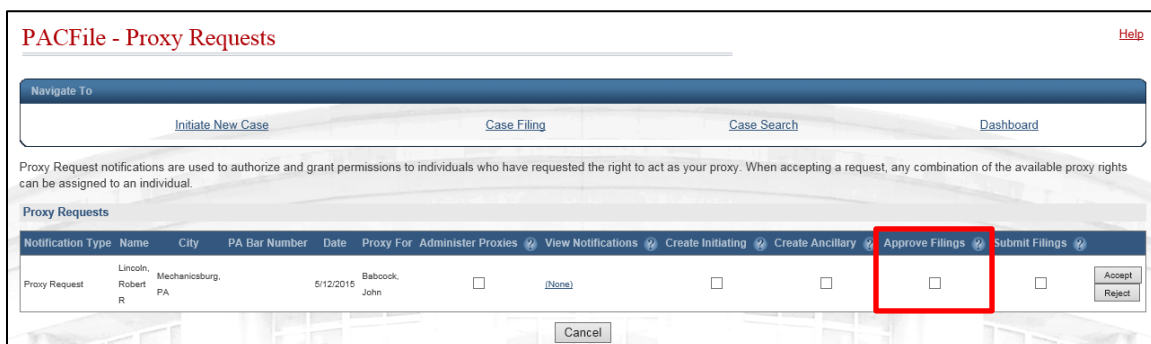 PACFile - Proxy Requests
Help
Navigate To
Initiate New Case Case Filing Case Search Dashboard
Proxy Request notifications are used to authorize and grant permissions to individuals who have requested the right to act as your proxy. When accepting a request, any combination of the available proxy rights
can be assigned to an individual.
Proxy Requests
Notification Type Name City PA Bar Number Date Proxy For Administer Proxies ? View Notifications ? Create Initiating ? Create Ancillary ? Approve Filings ? Submit Filings ?
Proxy Request Lincoln, Robert R Mechanicsburg, PA 5/12/2015 Babcock, John (None) Accept
Reject
Cancel